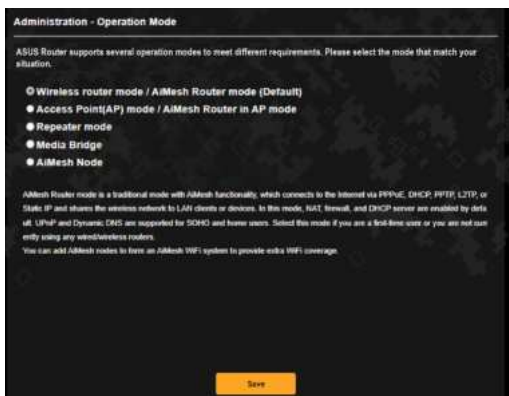 Administration - Operation Mode
ASUS Router supports several operation modes to meet different requirements. Please select the mode that match your
situation.
Wireless router mode / AiMesh Router mode (Default)
Access Point(AP) mode / AiMesh Router in AP mode
Repeater mode
Media Bridge
AiMesh Node
AiMesh Router mode is a traditional mode with AiMesh functionality, which connects to the Internet via PPPoE, DHCP, PPTP, L2TP, or
Static IP and shares the wireless network to LAN clients or devices. In this mode, NAT, firewall, and DHCP server are enabled by defa
ult. UPnP and Dynamic DNS are supported for SOHO and home users. Select this mode if you are a first-time user or you are not curr
ently using any wired/wireless routers.
You can add AiMesh nodes to form an AiMesh WiFi system to provide extra WiFi coverage.
Save